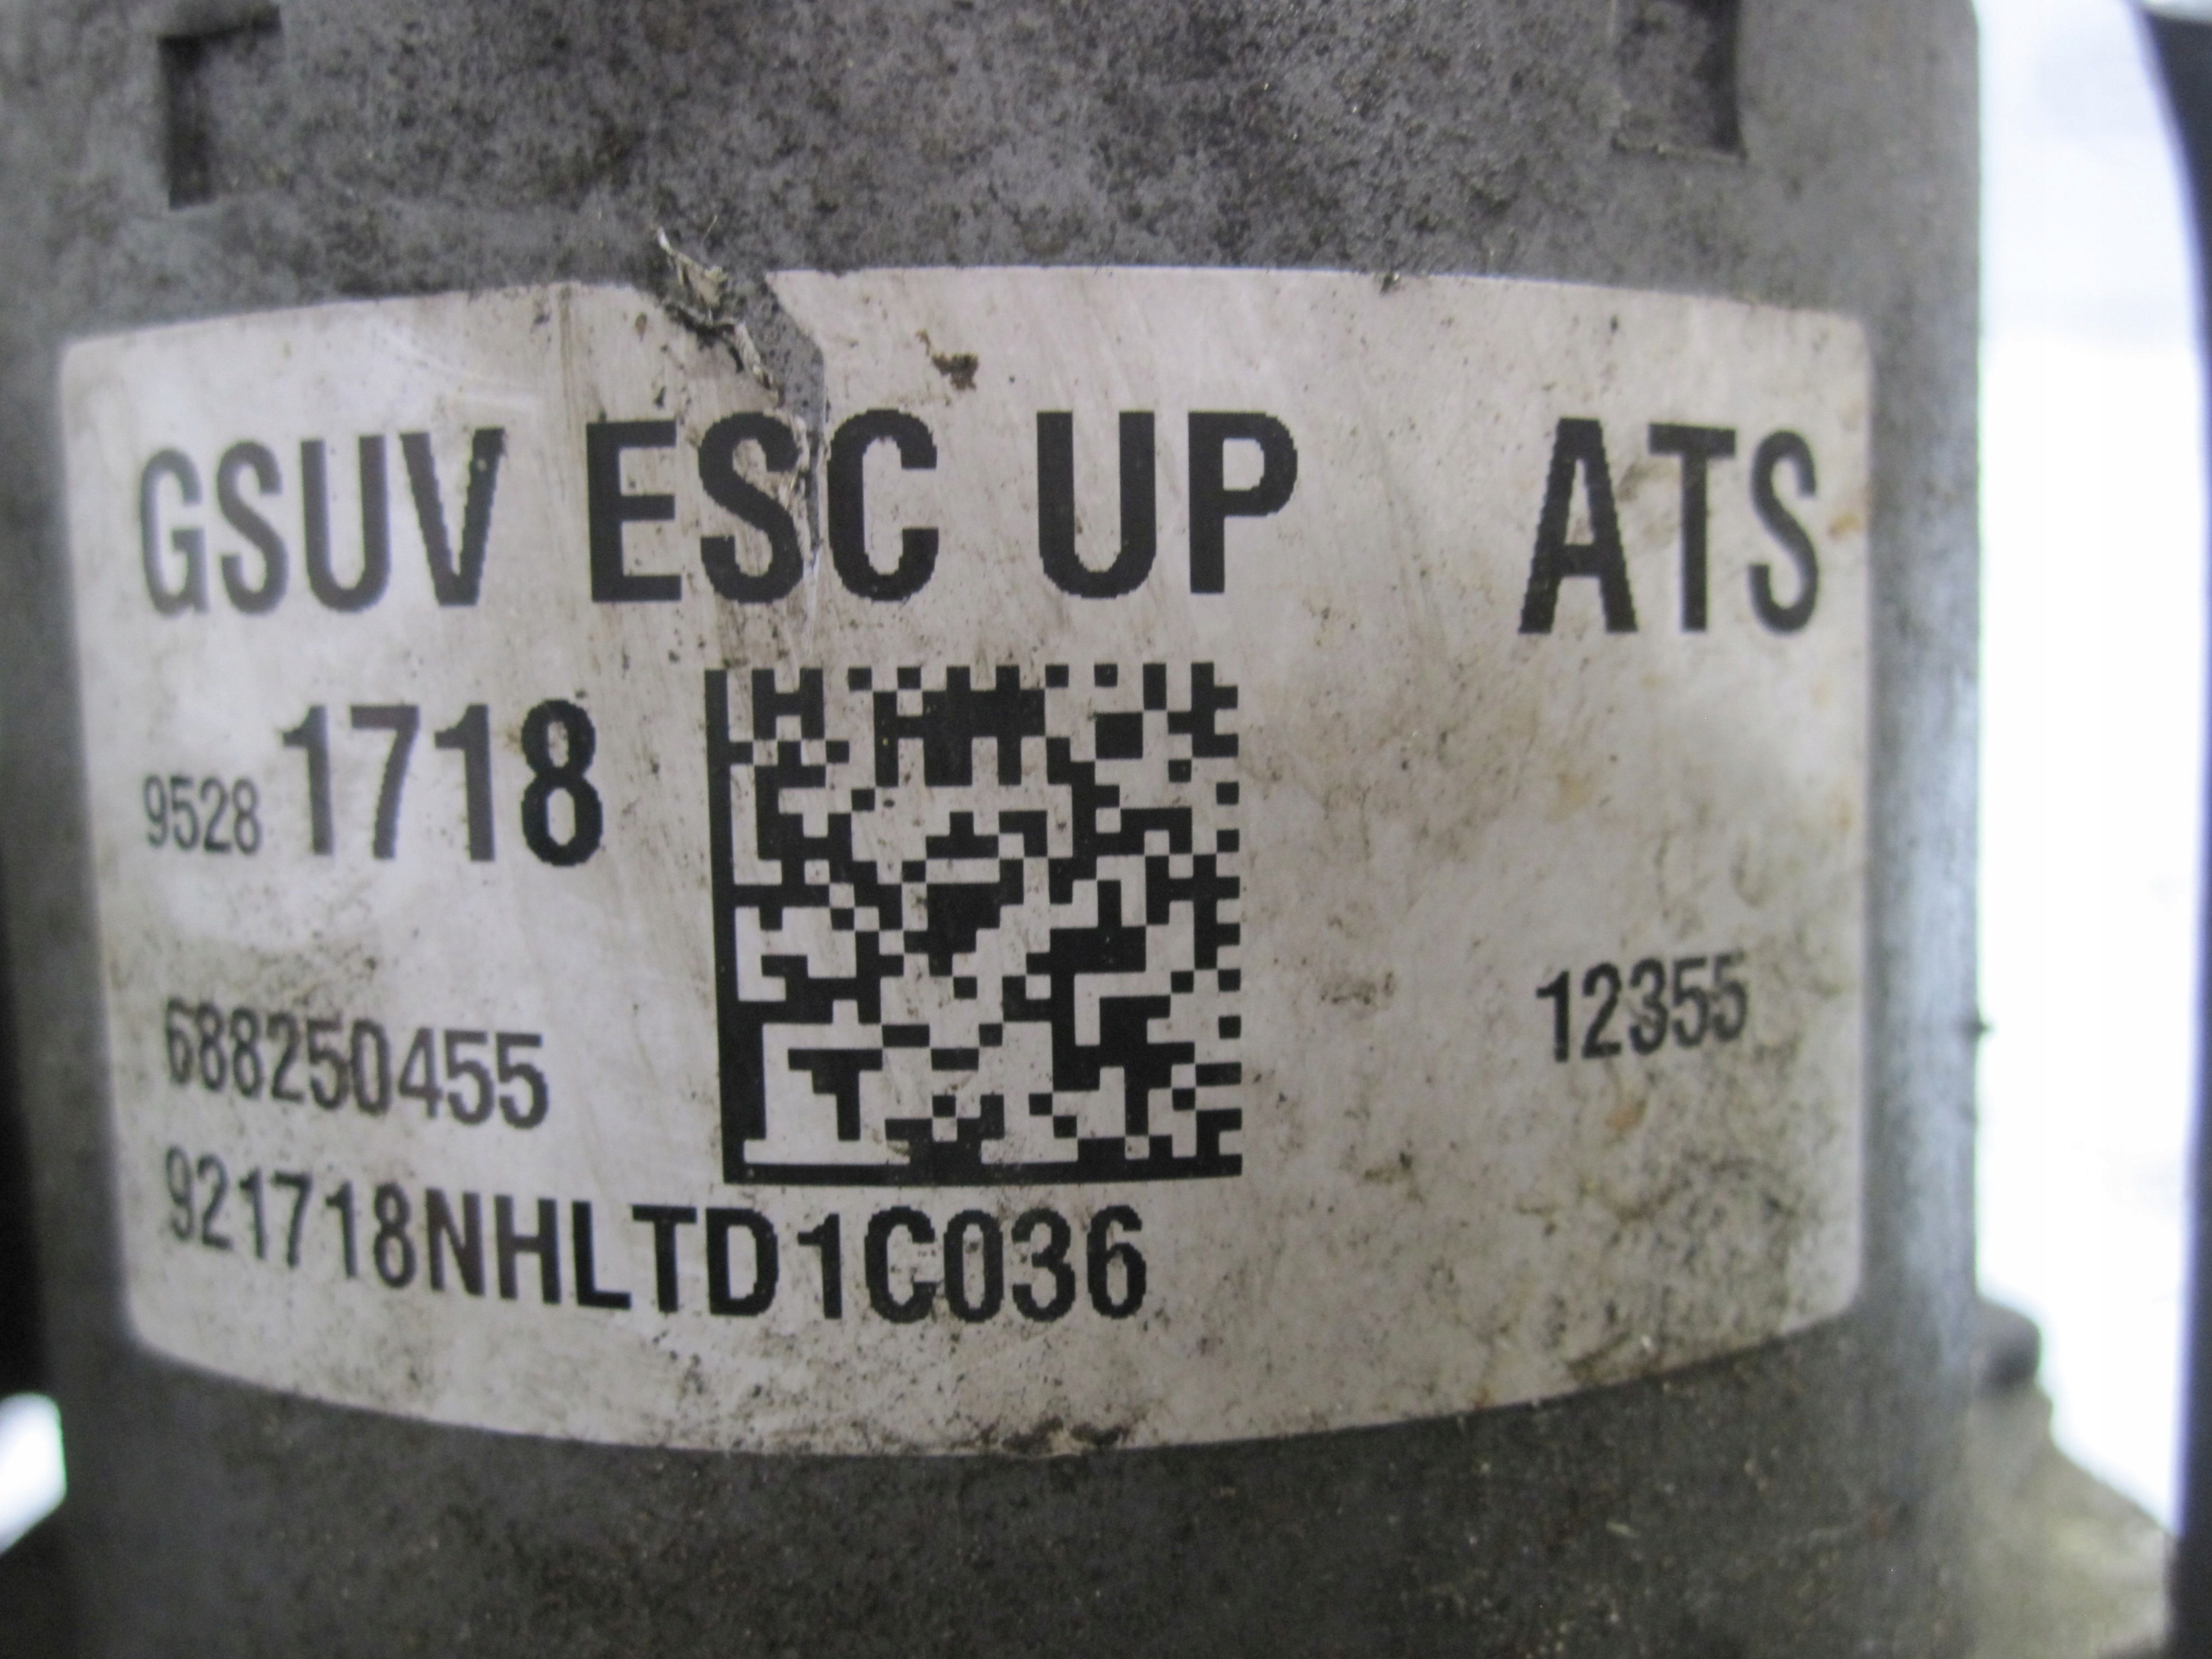 GSUV ESC UP ATS
9528 1718
688250455 12355
921718NHLTD1C036